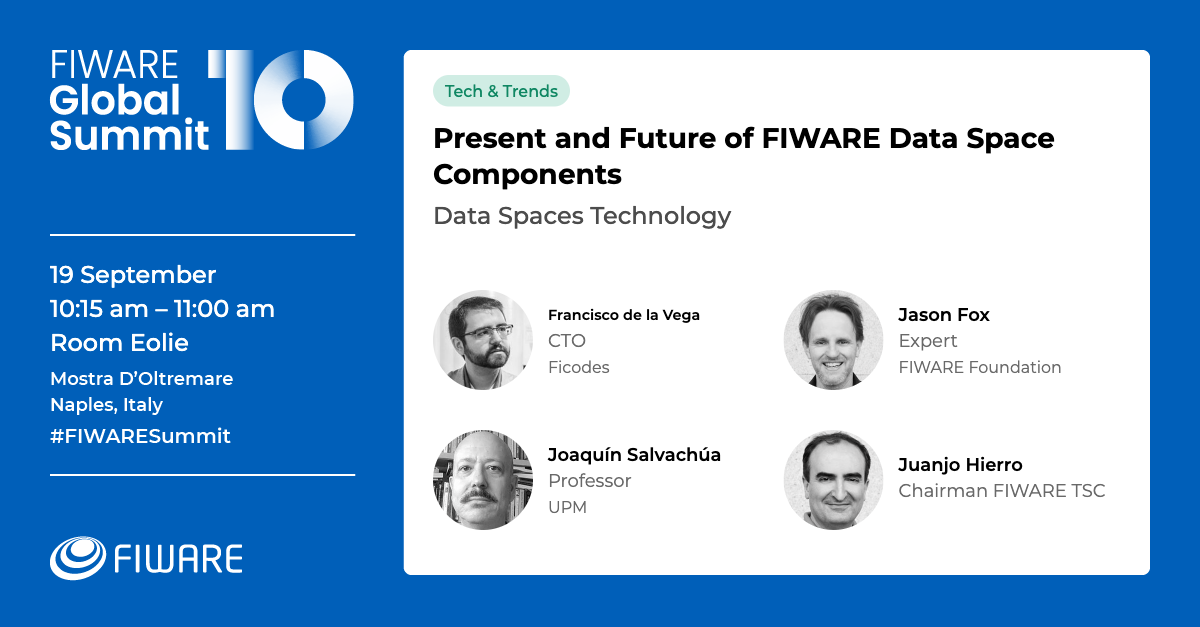 FIWARE
Global
Summit
10
19 September
10:15 am – 11:00 am
Room Eolie
Mostra D’Oltremare
Naples, Italy
#FIWARESummit
FIWARE
Tech & Trends
Present and Future of FIWARE Data Space
Components
Data Spaces Technology
Francisco de la Vega
CTO
Ficodes
Jason Fox
Expert
FIWARE Foundation
Joaquín Salvachúa
Professor
UPM
Juanjo Hierro
Chairman FIWARE TSC